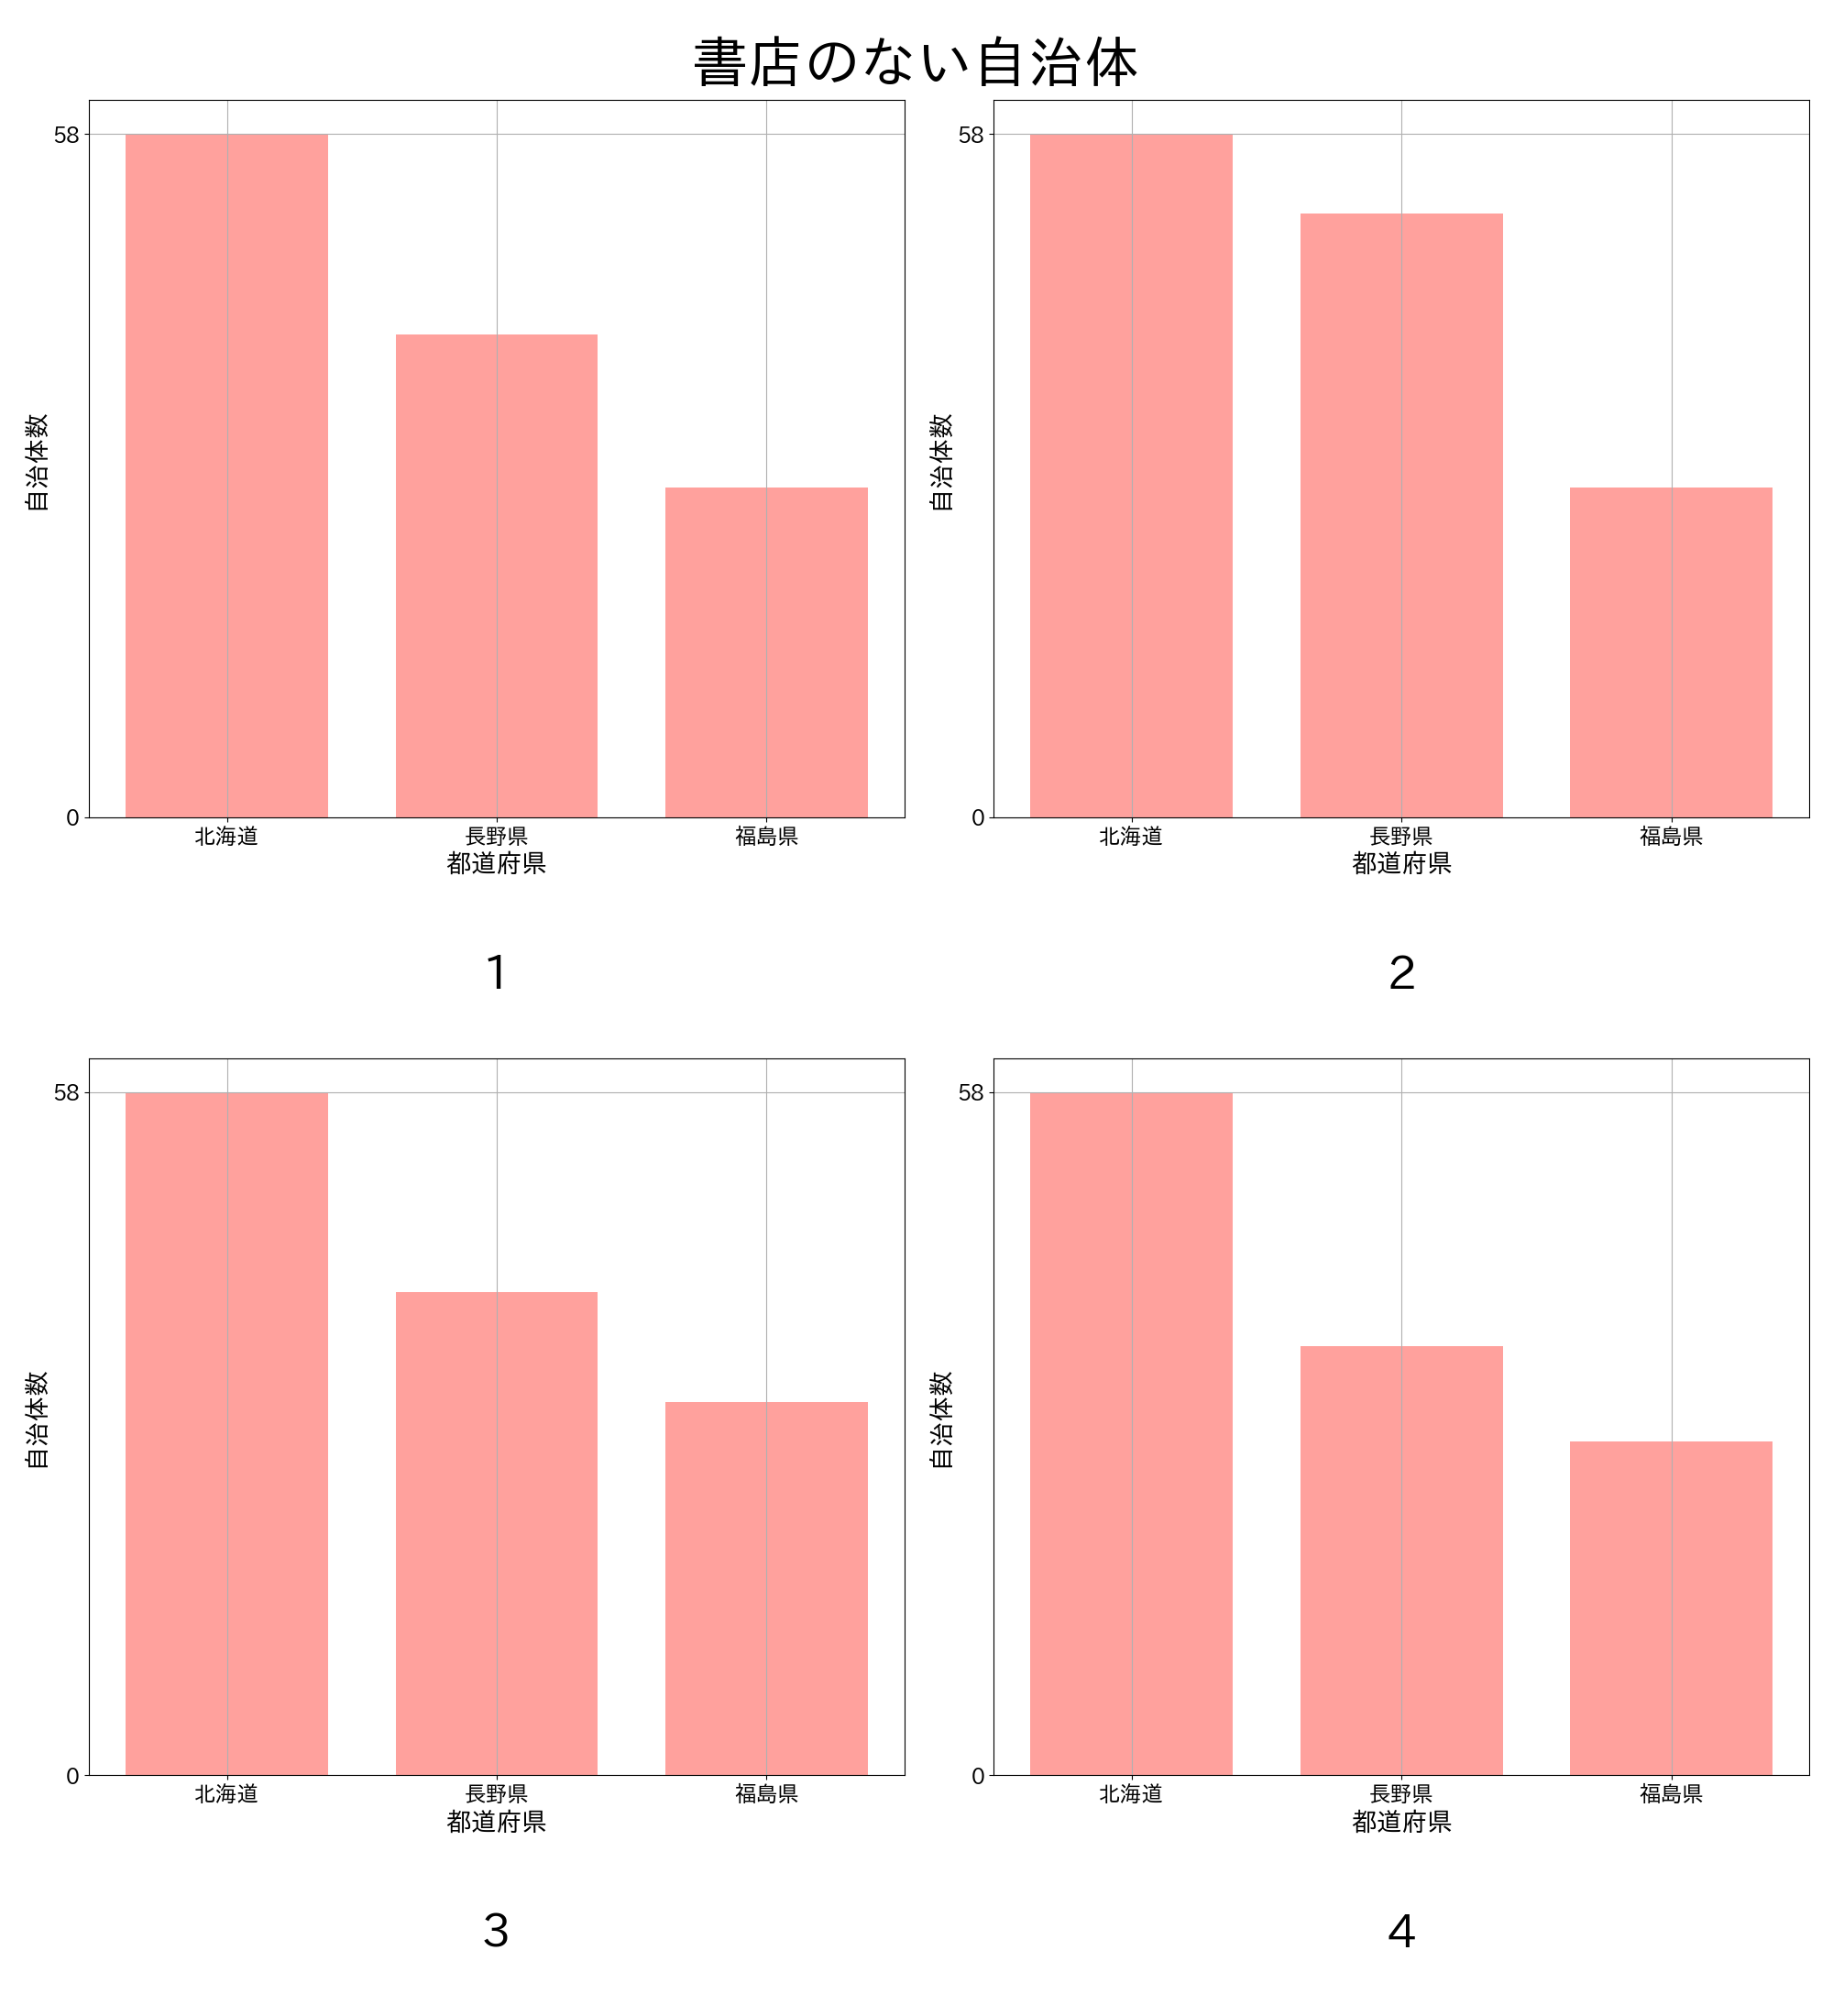 書店のない自治体
58
0
自治体数
北海道 長野県 福島県
都道府県
1
58
0
自治体数
北海道 長野県 福島県
都道府県
2
58
0
自治体数
北海道 長野県 福島県
都道府県
3
58
0
自治体数
北海道 長野県 福島県
都道府県
4